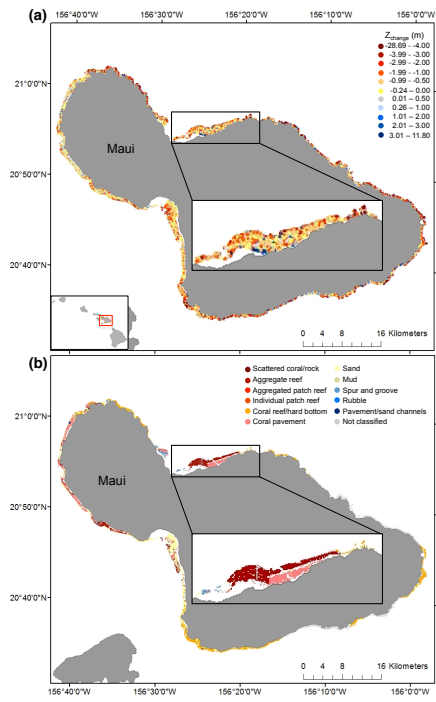 (a)
156°40'0"W 156°30'0"W 156°20'0"W 156°10'0"W 156°0'0"W
Zchange (m)
-28.69 - -4.00
-3.99 - -3.00
-2.99 - -2.00
-1.99 - -1.00
-0.99 - -0.50
-0.24 – 0.00
0.01 – 0.50
0.26 – 1.00
1.01 – 2.00
2.01 – 3.00
3.01 – 11.80
21°0'0"N
Maui
20°50'0"N
20°40'0"N
0 4 8 16 Kilometers
(b)
Scattered coral/rock
Aggregate reef
Aggregated patch reef
Individual patch reef
Coral reef/hard bottom
Coral pavement
Sand
Mud
Spur and groove
Rubble
Pavement/sand channels
Not classified
21°0'0"N
Maui
20°50'0"N
20°40'0"N
0 4 8 16 Kilometers
156°40'0"W 156°30'0"W 156°20'0"W 156°10'0"W 156°0'0"W